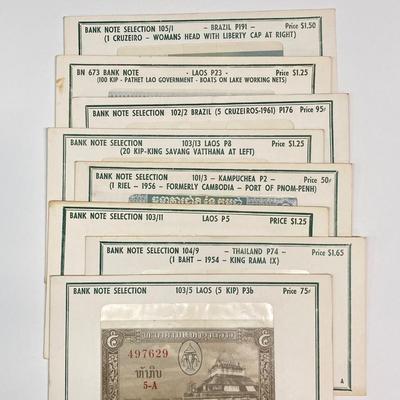 BANK NOTE SELECTION 105/1 - BRAZIL P191 - Price $1.50
(1 CRUZEIRO - WOMANS HEAD WITH LIBERTY CAP AT RIGHT)
BN 673 BANK NOTE - LAOS P23 - Price $1.25
(100 KIP - PATHET LAO GOVERNMENT - BOATS ON LAKE WORKING NETS)
BANK NOTE SELECTION 102/2 BRAZIL (5 CRUZEIROS-1961) P176 Price 95¢
BANK NOTE SELECTION 103/13 LAOS P8 Price $1.25
(20 KIP-KING SAVANG VATTHANA AT LEFT)
BANK NOTE SELECTION 101/3 - KAMPUCHEA P2 - Price 50¢
(1 RIEL - 1956 - FORMERLY CAMBODIA - PORT OF PNOM-PENH)
BANK NOTE SELECTION 103/11 LAOS P5 Price $1.25
BANK NOTE SELECTION 104/9 - THAILAND P74 - Price $1.65
(1 BAHT - 1954 - KING RAMA IX)
A
BANK NOTE SELECTION 103/5 LAOS (5 KIP) P3b Price 75¢
497629
ຫ້າກີບ
5-A